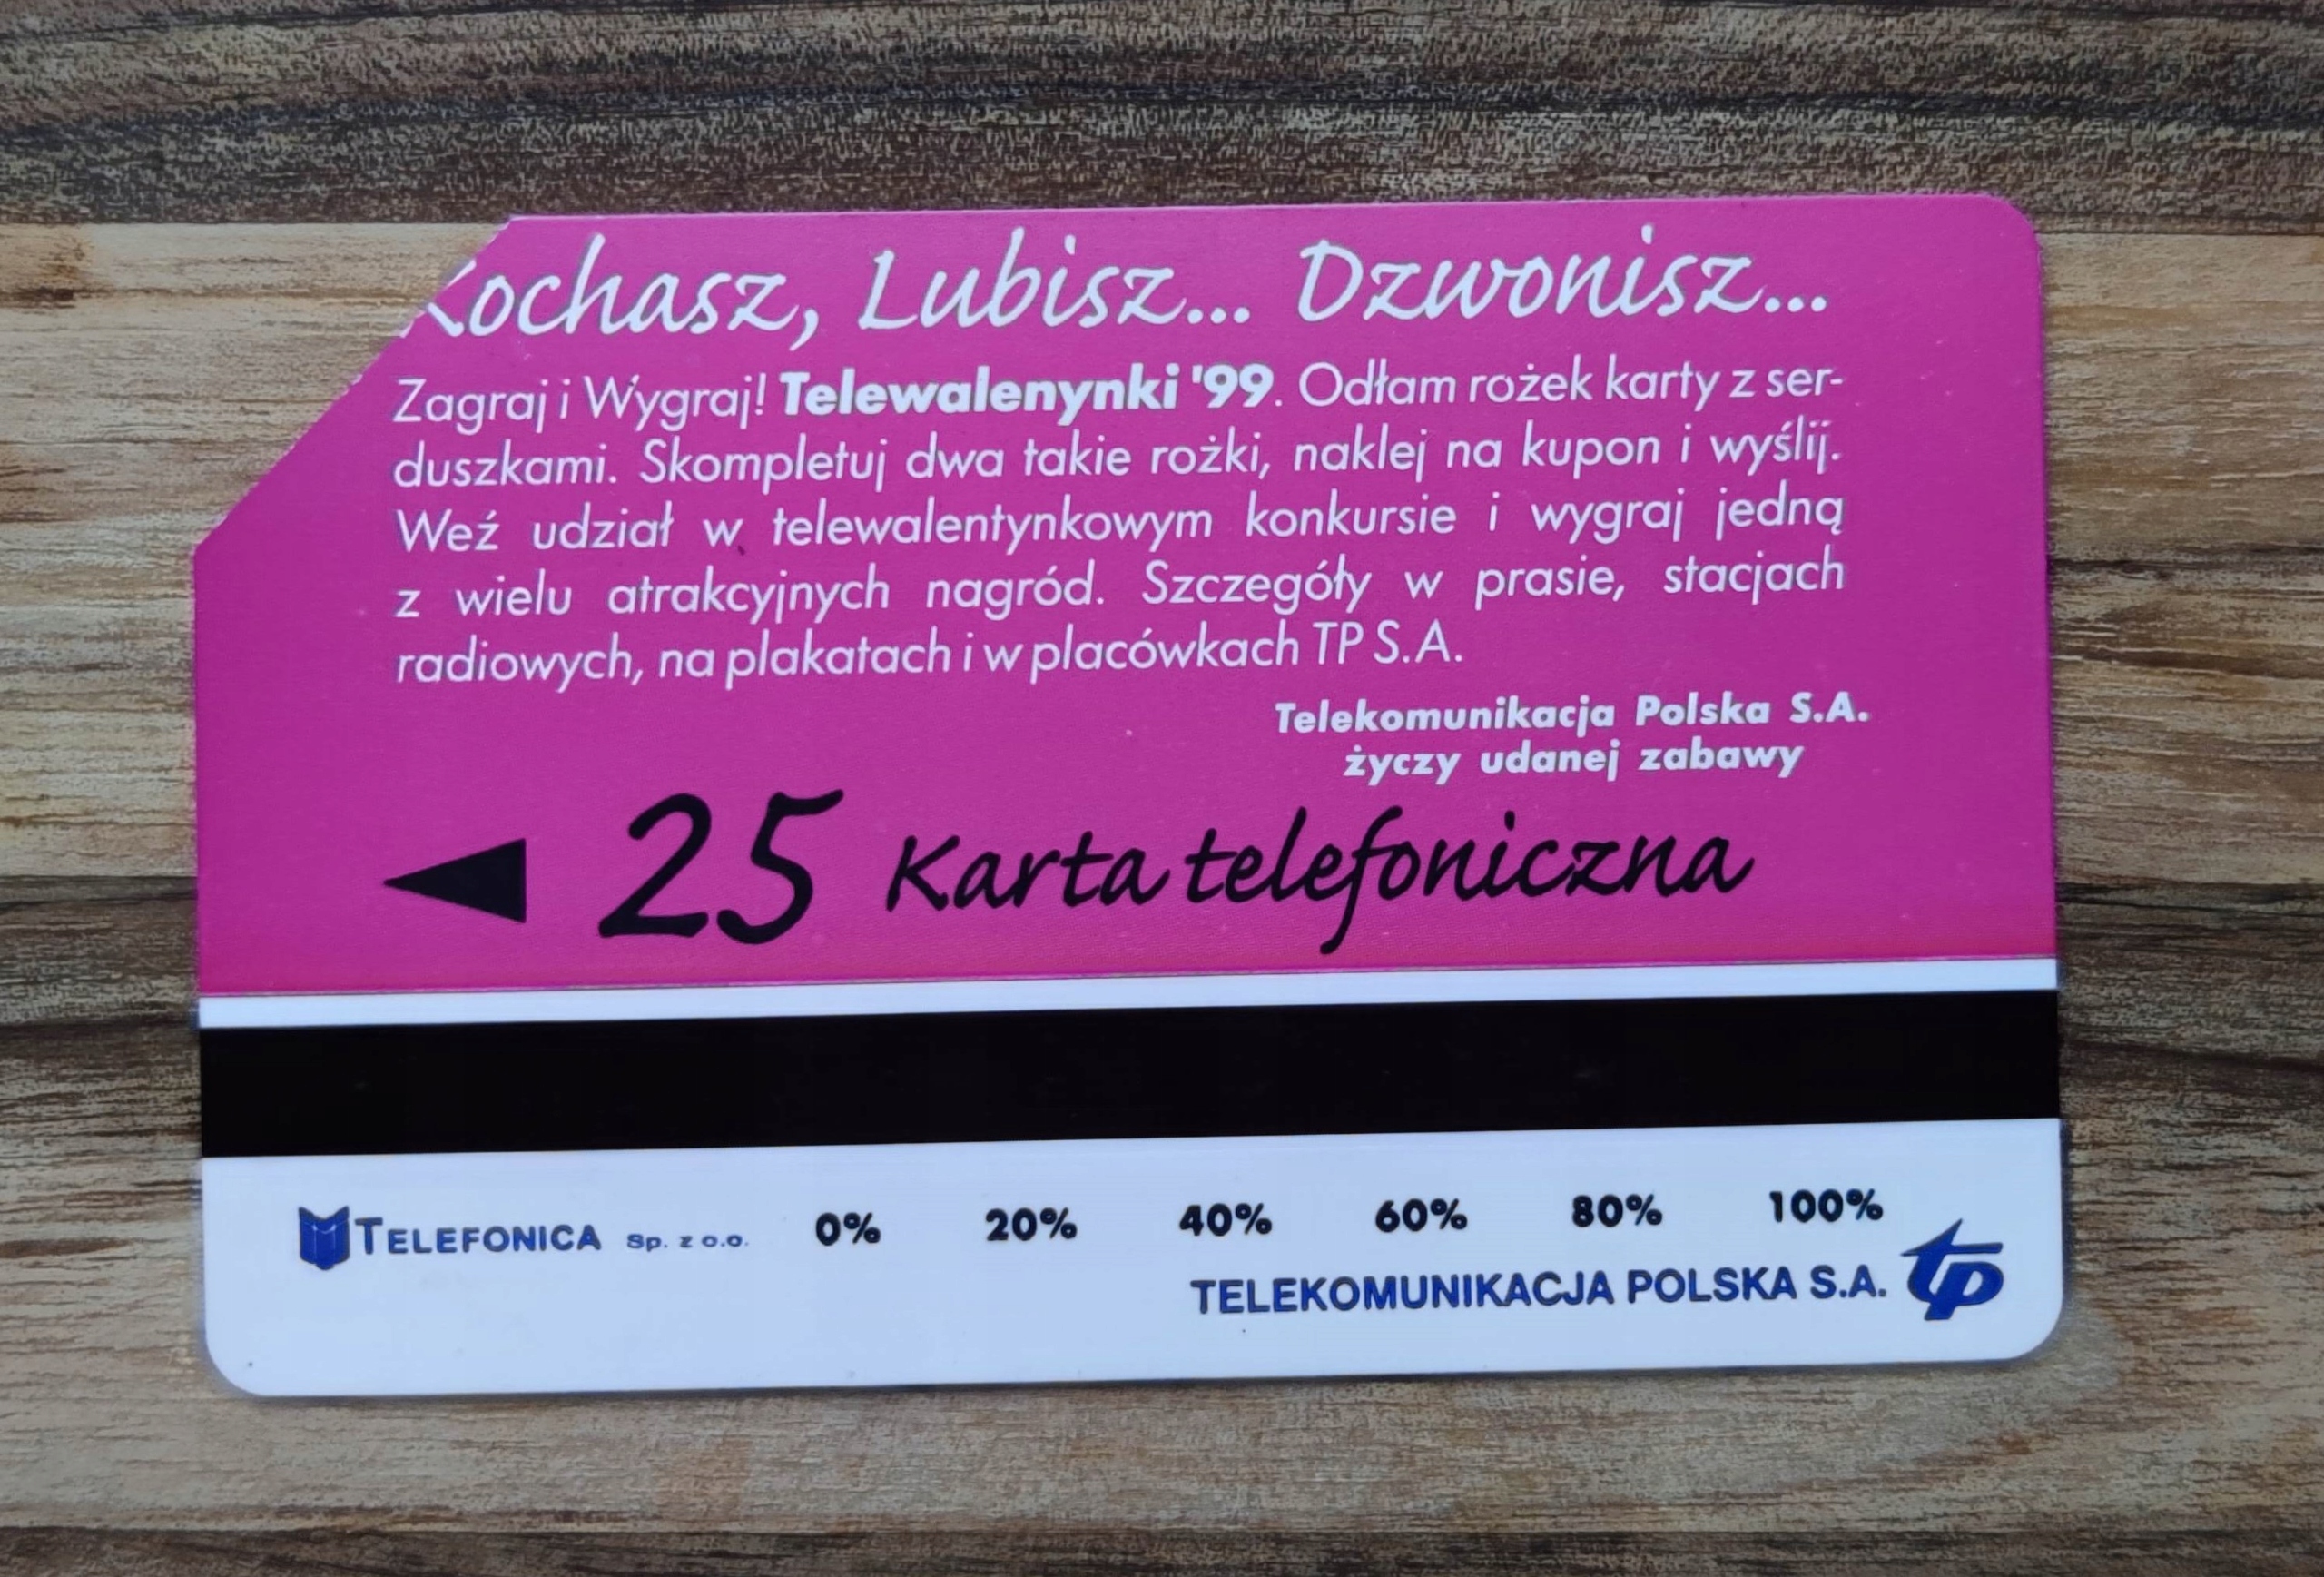 Kochasz, Lubisz... Dzwonisz...
Zagraj i Wygraj! Telewalenynki '99. Odłam rożek karty z ser-
duszkami. Skompletuj dwa takie rożki, naklej na kupon i wyślij.
Weź udział w telewalentynkowym konkursie i wygraj jedną
z wielu atrakcyjnych nagród. Szczegóły w prasie, stacjach
radiowych, na plakatach i w placówkach TP S.A.
Telekomunikacja Polska S.A.
życzy udanej zabawy
25 Karta telefoniczna
TELEFONICA Sp. z o.o. 0% 20% 40% 60% 80% 100%
TELEKOMUNIKACJA POLSKA S.A. tp